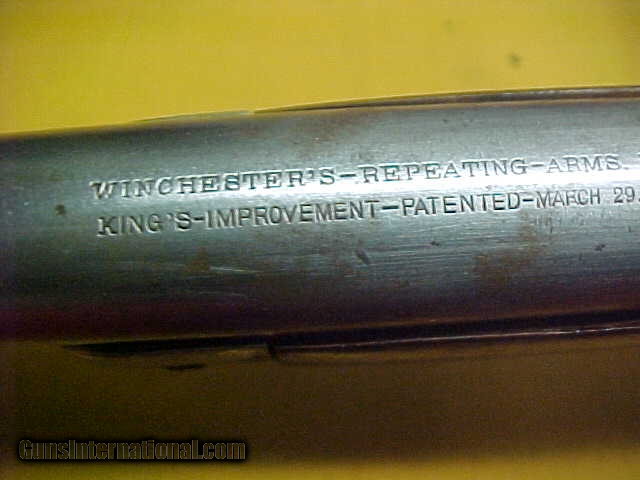 WINCHESTER'S-REPEATING-ARMS.
KING'S-IMPROVEMENT-PATENTED-MARCH 29.
GunsInternational.com